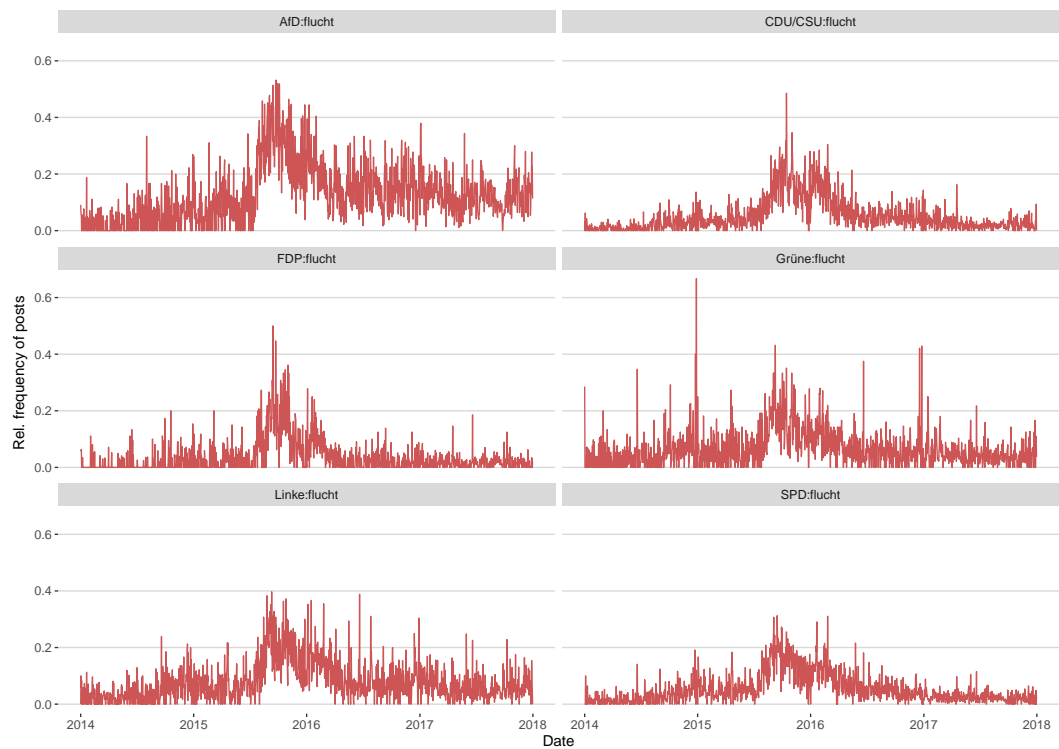 AfD:flucht
CDU/CSU:flucht
0.6
0.4
0.2
0.0
FDP:flucht
Grüne:flucht
0.6
0.4
0.2
0.0
Linke:flucht
SPD:flucht
0.6
0.4
0.2
0.0
Rel. frequency of posts
2014 2015 2016 2017 2018
2014 2015 2016 2017 2018
Date